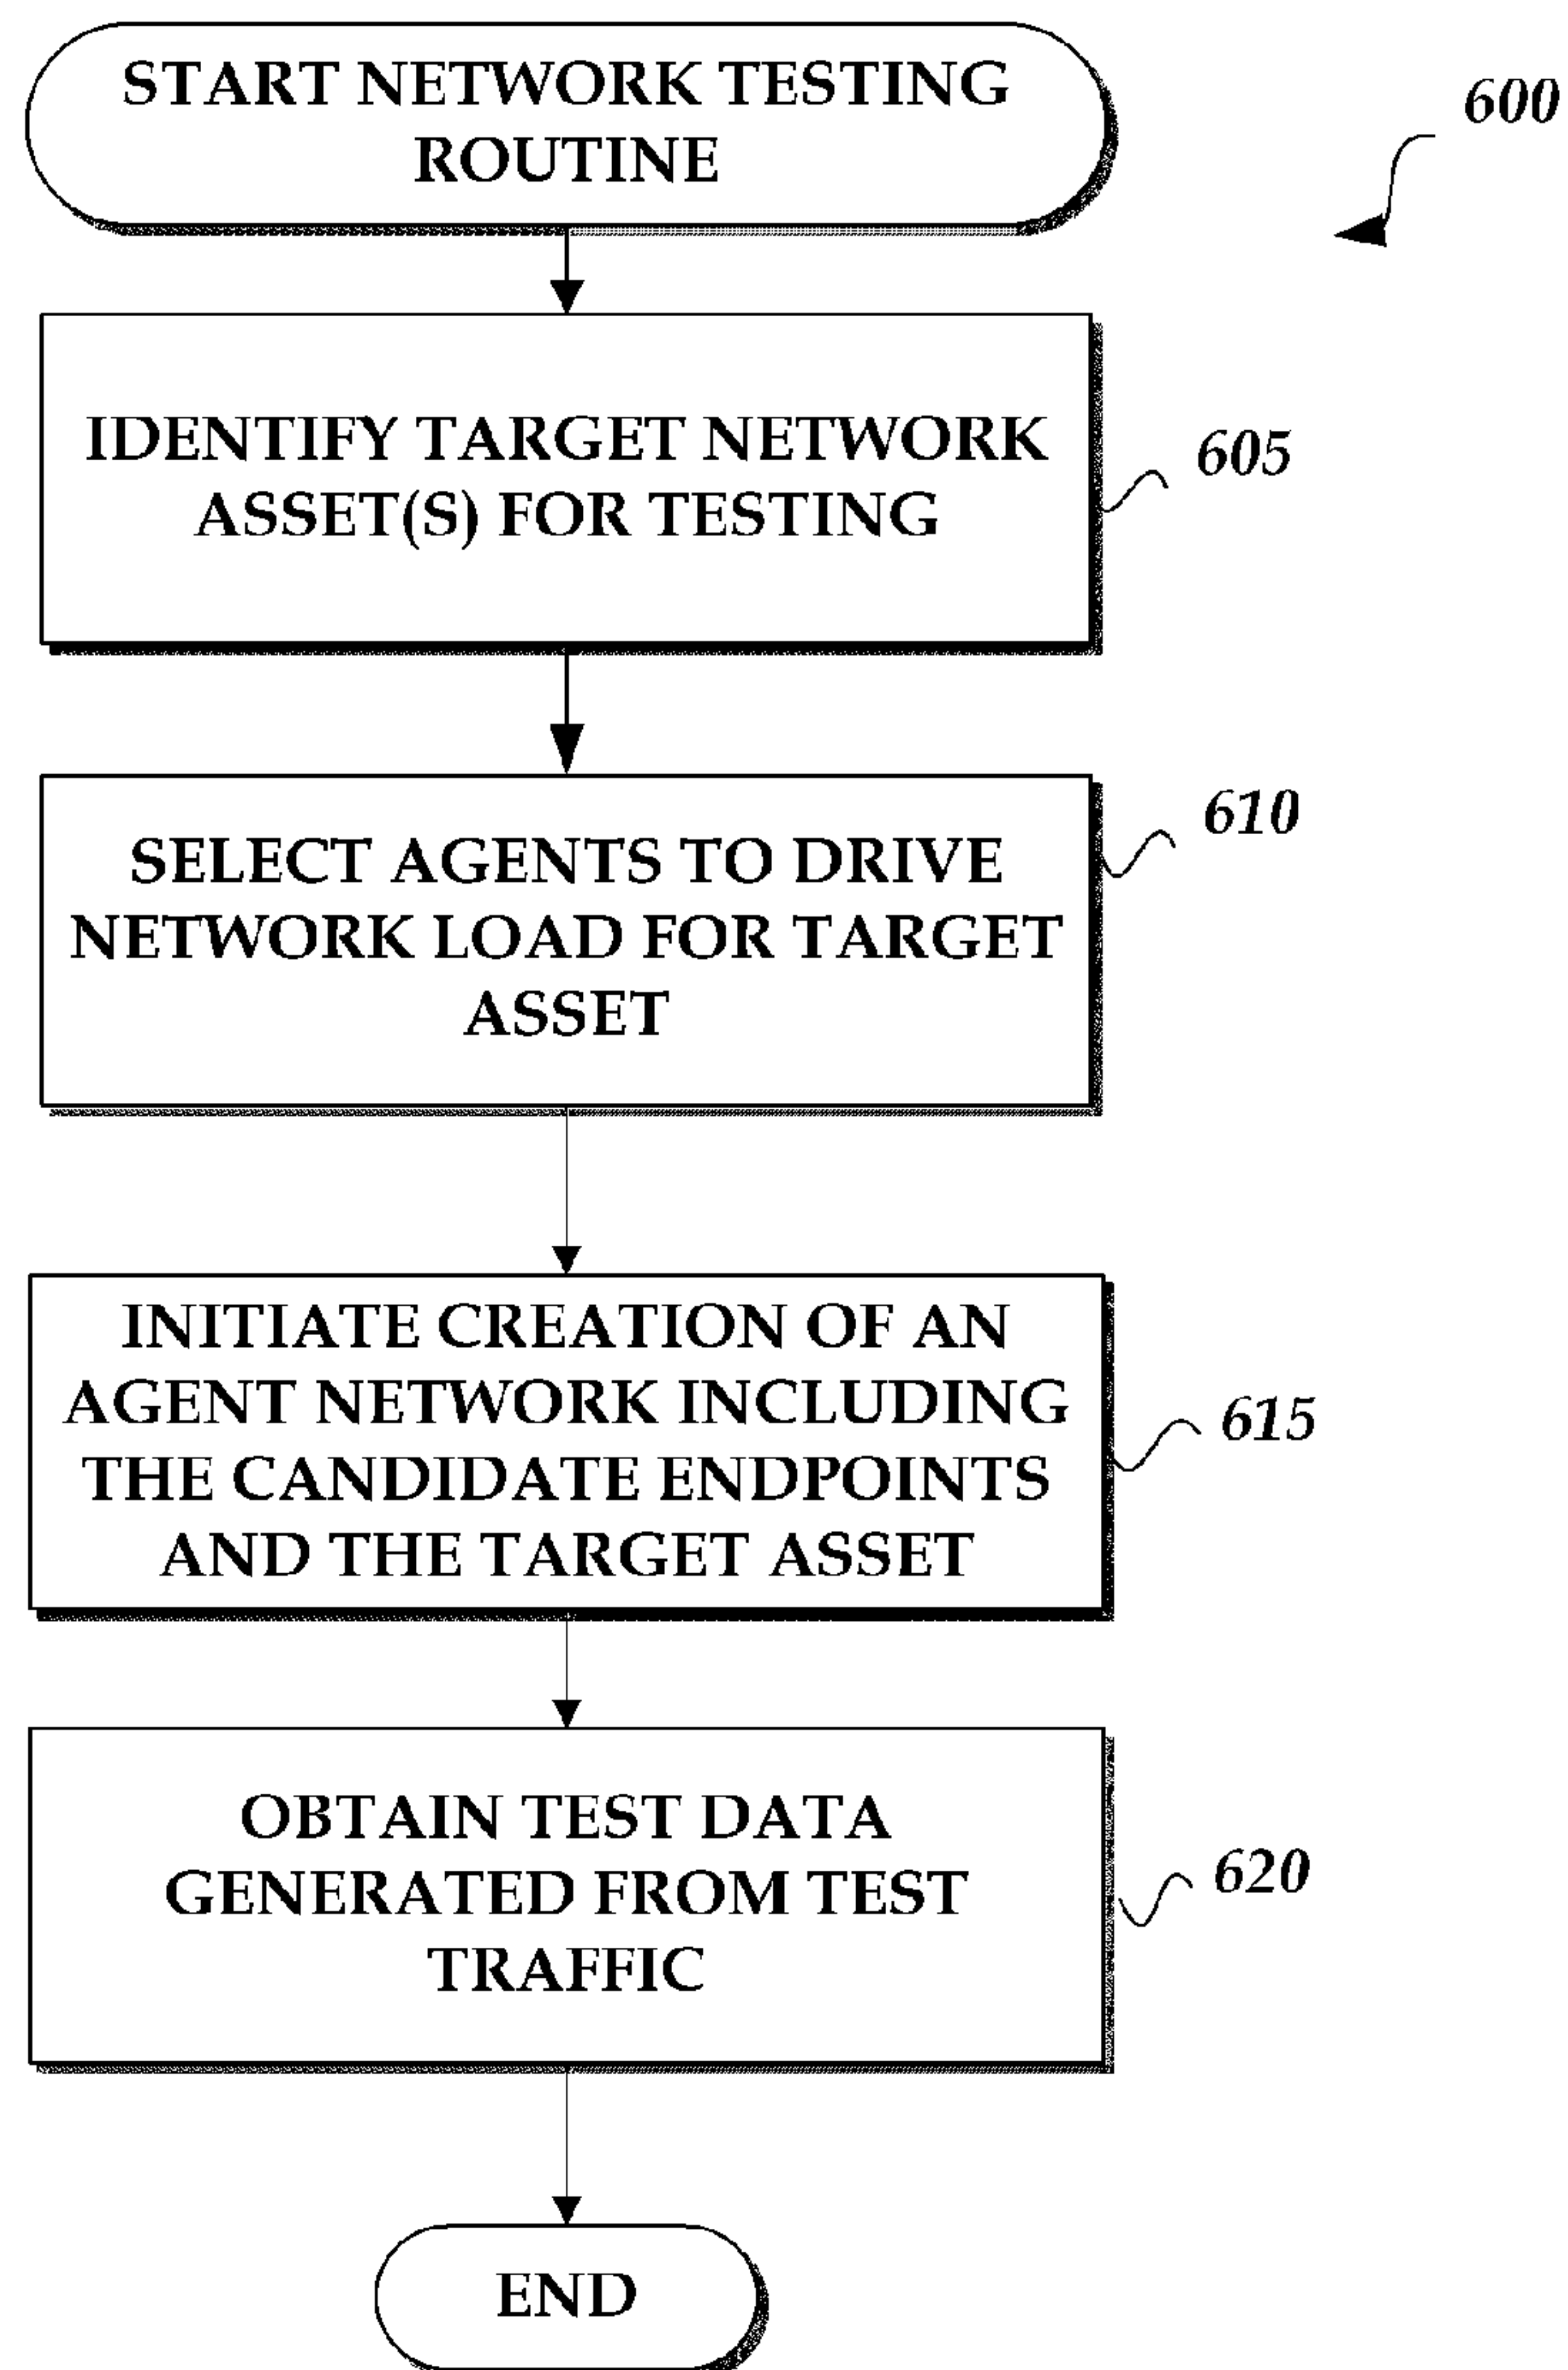 START NETWORK TESTING
ROUTINE
600
IDENTIFY TARGET NETWORK
ASSET(S) FOR TESTING
605
SELECT AGENTS TO DRIVE
NETWORK LOAD FOR TARGET
ASSET
610
INITIATE CREATION OF AN
AGENT NETWORK INCLUDING
THE CANDIDATE ENDPOINTS
AND THE TARGET ASSET
615
OBTAIN TEST DATA
GENERATED FROM TEST
TRAFFIC
620
END